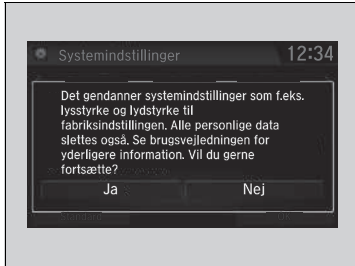 Systemindstillinger 12:34
Det gendanner systemindstillinger som f.eks.
lysstyrke og lydstyrke til
fabriksindstillingen. Alle personlige data
slettes også. Se brugsvejledningen for
yderligere information. Vil du gerne
fortsætte?
Ja Nej